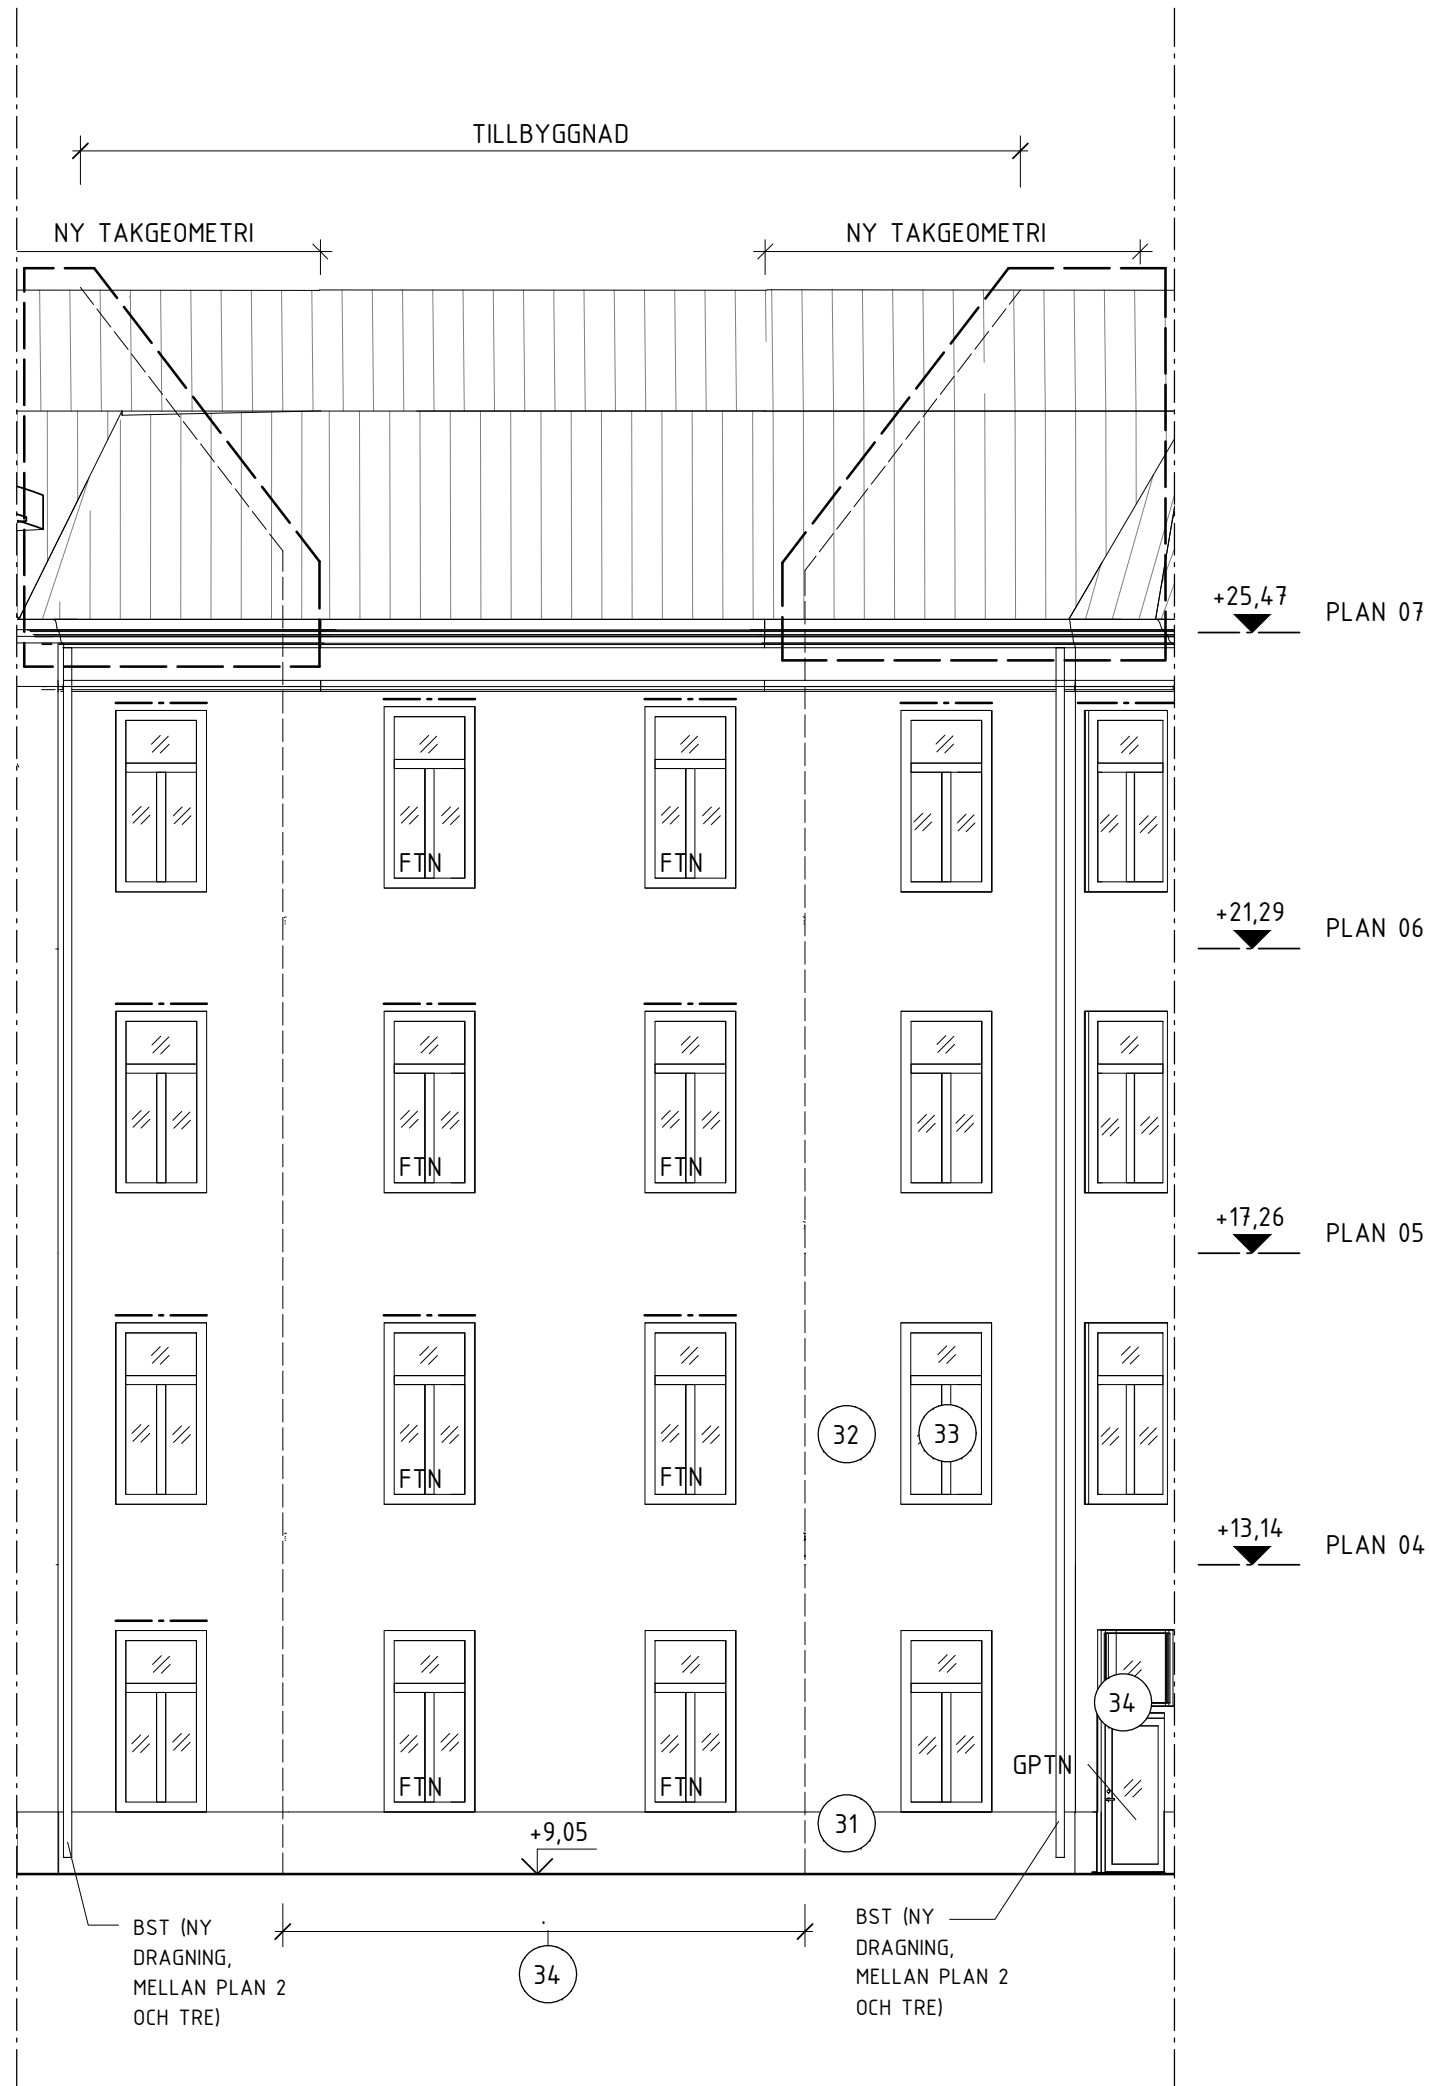 TILLBYGGNAD
NY TAKGEOMETRI
NY TAKGEOMETRI
+25,47
PLAN 07
FTN
FTN
+21,29
PLAN 06
FTN
FTN
+17,26
PLAN 05
32
33
FTN
FTN
+13,14
PLAN 04
34
GPTN
FTN
FTN
31
+9,05
BST (NY
DRAGNING,
MELLAN PLAN 2
OCH TRE)
34
BST (NY
DRAGNING,
MELLAN PLAN 2
OCH TRE)